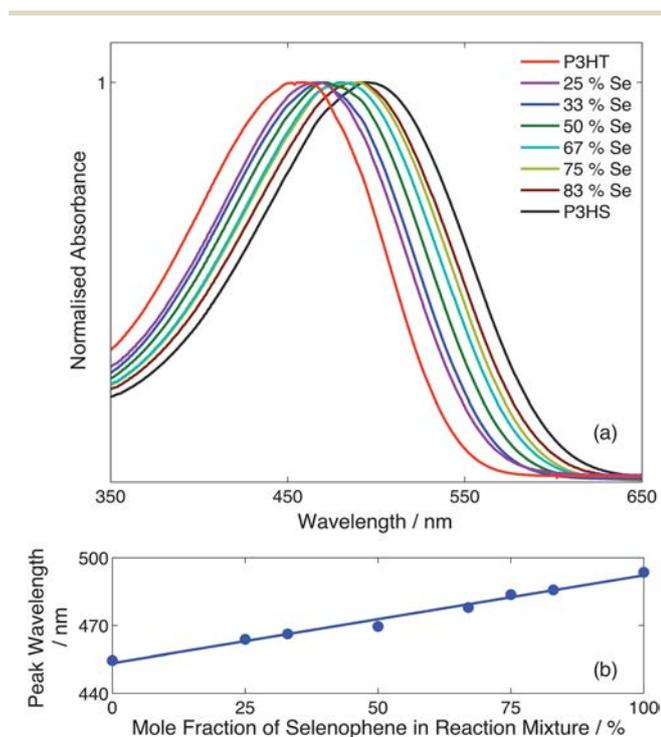 1
P3HT
25 % Se
33 % Se
50 % Se
67 % Se
75 % Se
83 % Se
P3HS
Normalised Absorbance
(a)
350 450 550 650
Wavelength / nm
500
470
440
Peak Wavelength
/ nm
(b)
0 25 50 75 100
Mole Fraction of Selenophene in Reaction Mixture / %